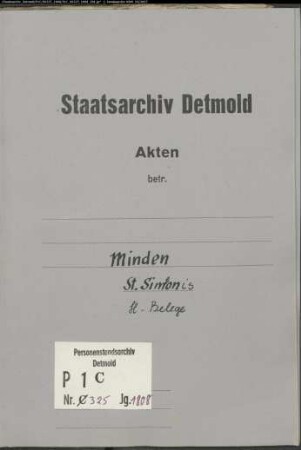 Staatsarchiv Detmold
Akten
betr.
Minden
St. Simonis
H - Belege
Personenstandsarchiv
Detmold
P 1 C
Nr. 325 Jg. 1808